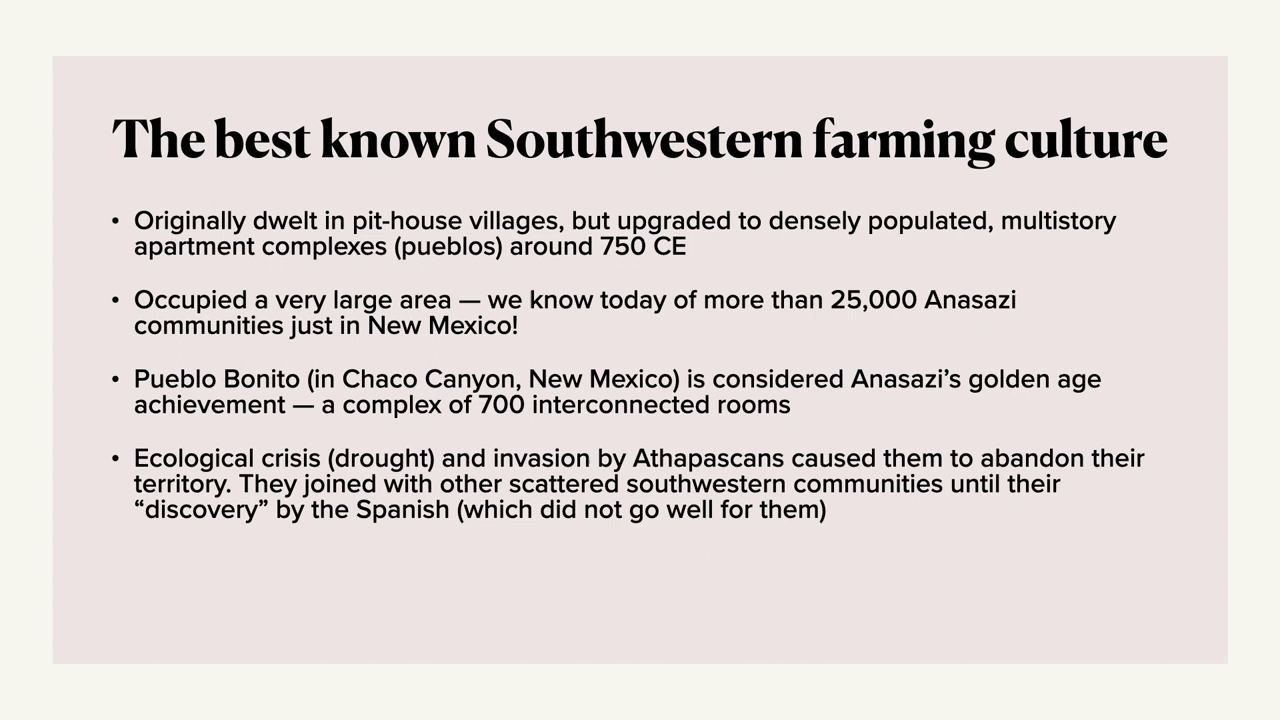 The best known Southwestern farming culture
• Originally dwelt in pit-house villages, but upgraded to densely populated, multistory
apartment complexes (pueblos) around 750 CE
• Occupied a very large area — we know today of more than 25,000 Anasazi
communities just in New Mexico!
• Pueblo Bonito (in Chaco Canyon, New Mexico) is considered Anasazi’s golden age
achievement — a complex of 700 interconnected rooms
• Ecological crisis (drought) and invasion by Athapascans caused them to abandon their
territory. They joined with other scattered southwestern communities until their
“discovery” by the Spanish (which did not go well for them)